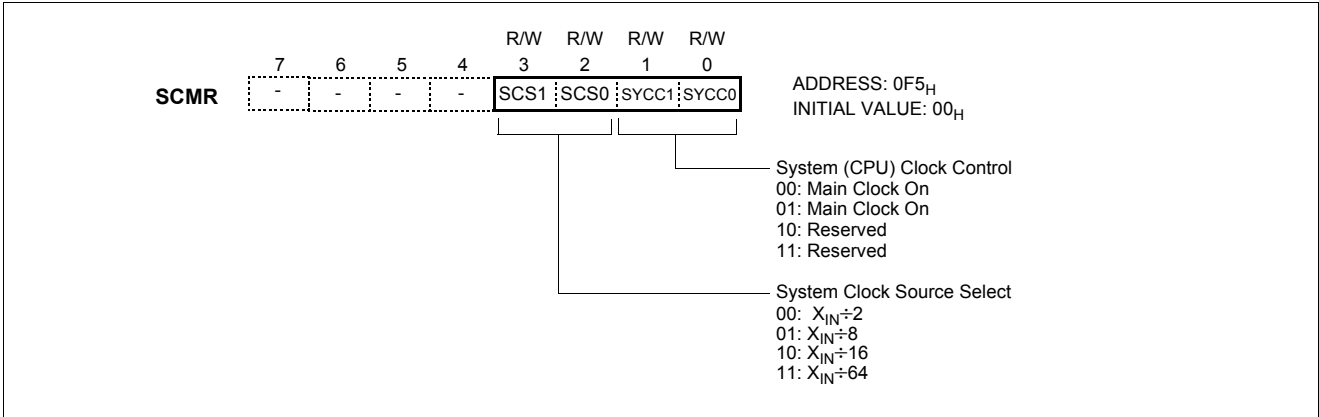 R/W R/W R/W R/W
7 6 5 4 3 2 1 0
SCMR - - - - SCS1 SCS0 SYCC1 SYCC0
ADDRESS: 0F5H
INITIAL VALUE: 00H
System (CPU) Clock Control
00: Main Clock On
01: Main Clock On
10: Reserved
11: Reserved
System Clock Source Select
00: XIN÷2
01: XIN÷8
10: XIN÷16
11: XIN÷64